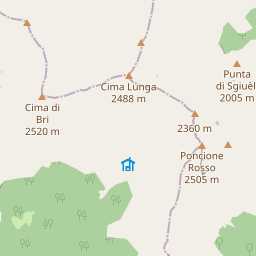 Cima Lunga
2488 m
Punta
di Sgiuèl
2005 m
Cima di
Bri
2520 m
2360 m
Poncione
Rosso
2505 m